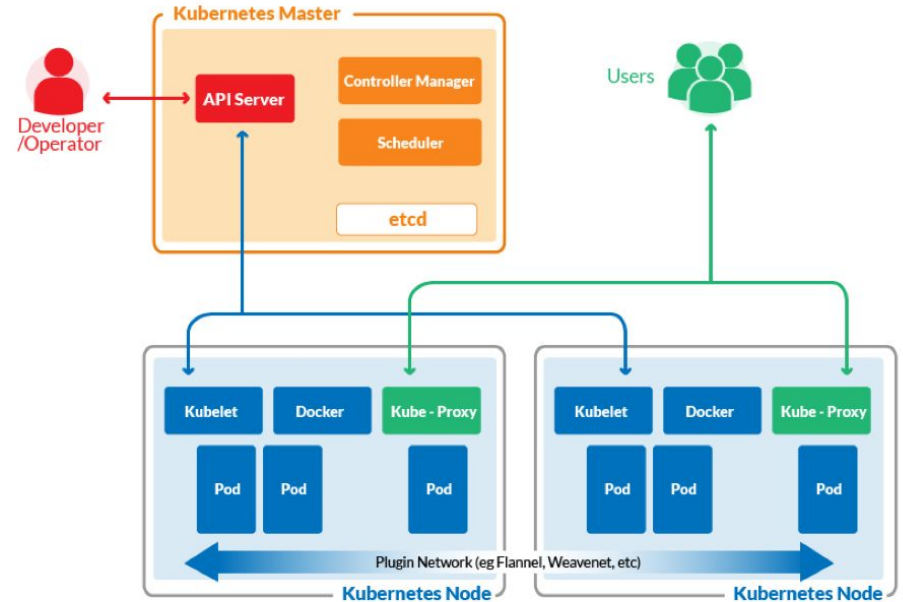 Kubernetes Master
API Server
Controller Manager
Scheduler
etcd
Developer
/Operator
Users
Kubelet
Docker
Kube - Proxy
Pod
Pod
Pod
Kubelet
Docker
Kube - Proxy
Pod
Pod
Pod
Plugin Network (eg Flannel, Weavenet, etc)
Kubernetes Node
Kubernetes Node